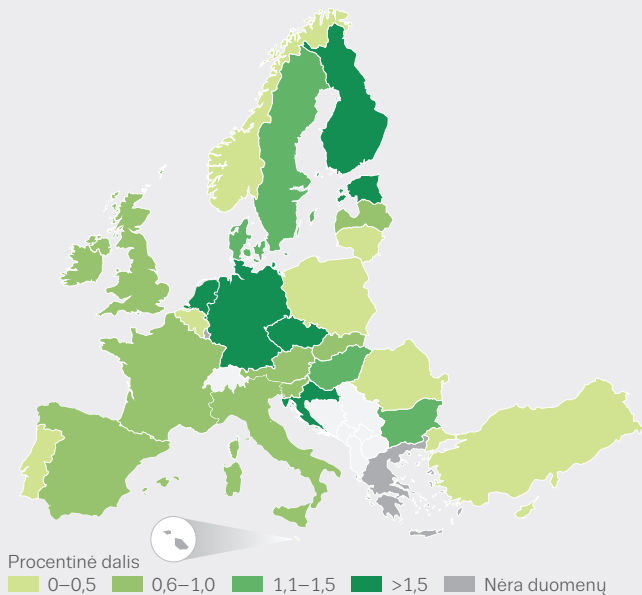 Procentinė dalis
0–0,5 0,6–1,0 1,1–1,5 >1,5 Nėra duomenų